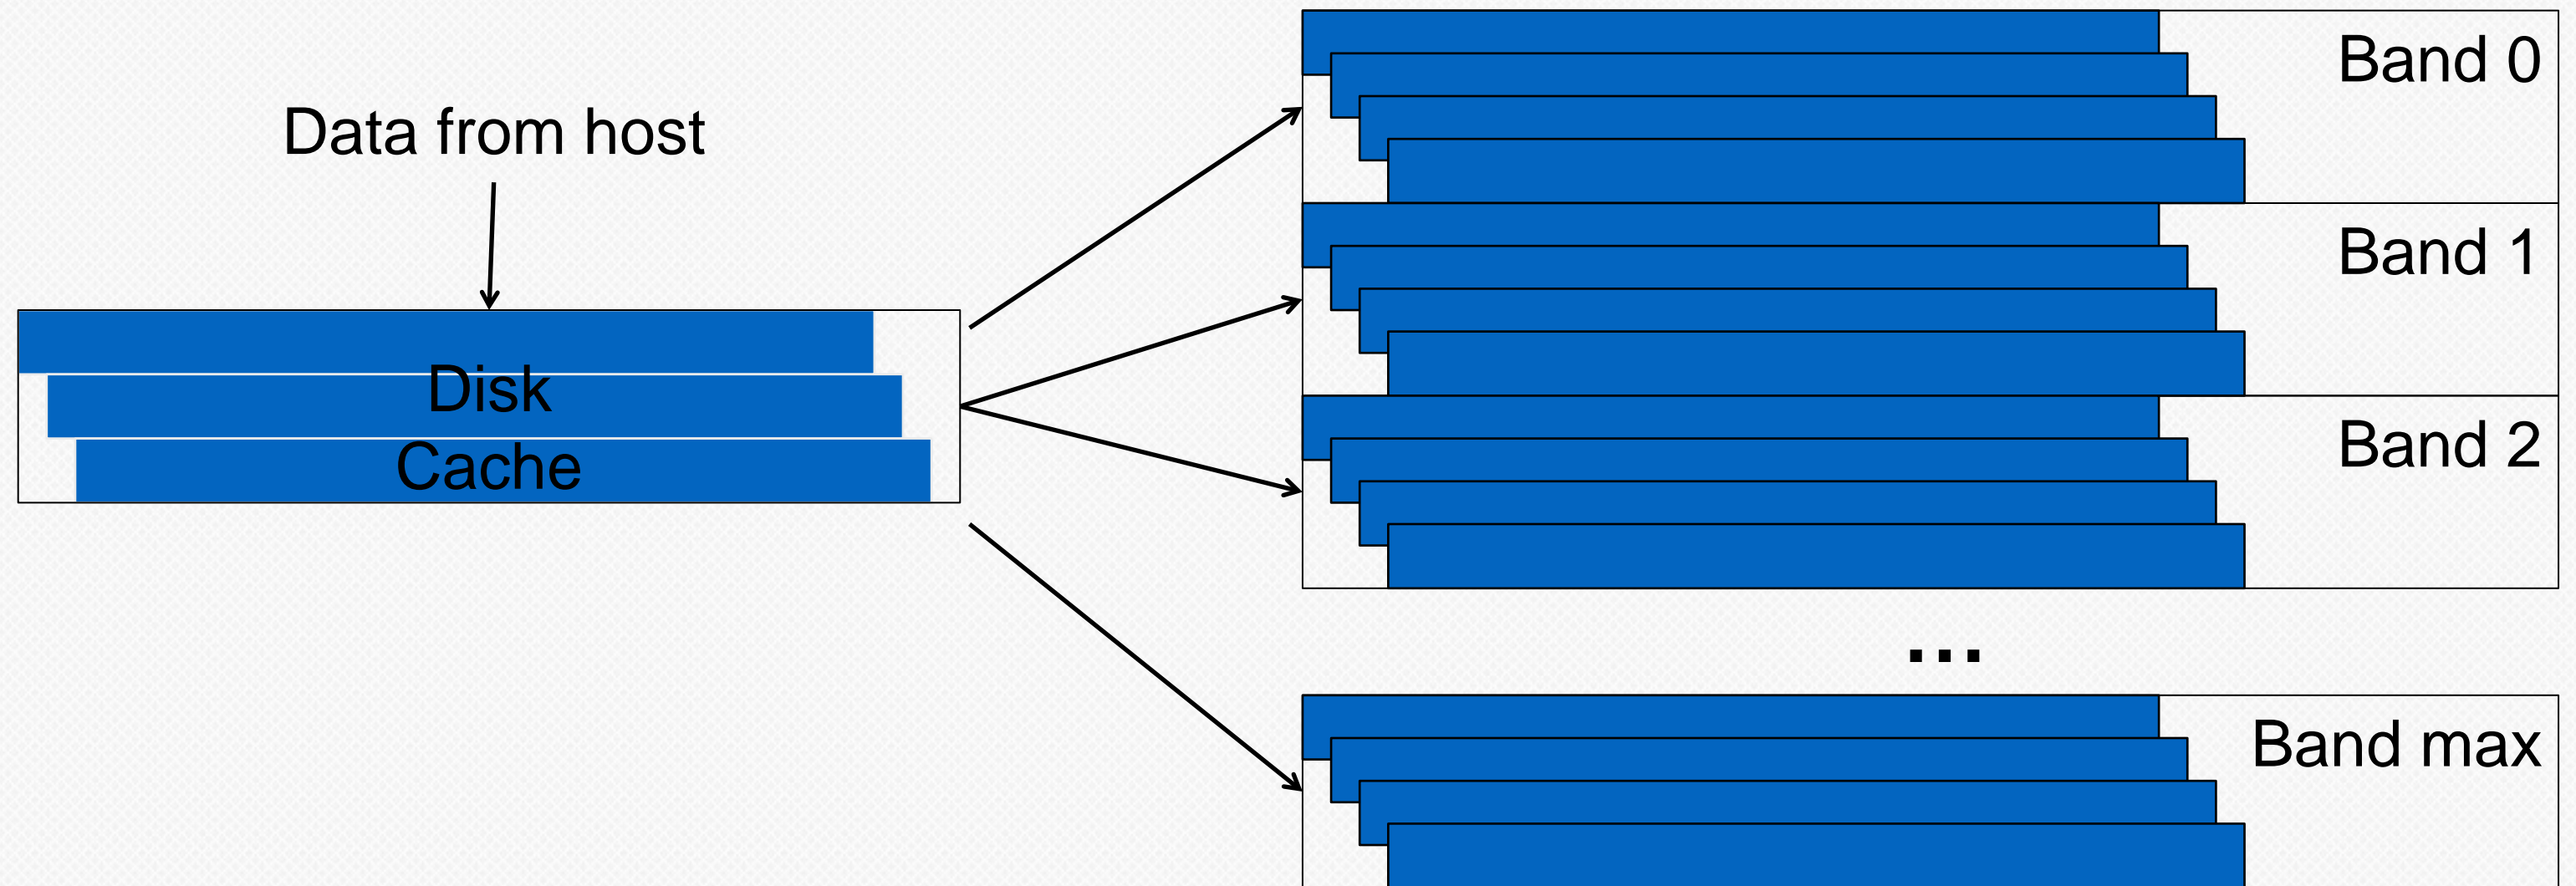 Data from host
Disk
Cache
Band 0
Band 1
Band 2
...
Band max